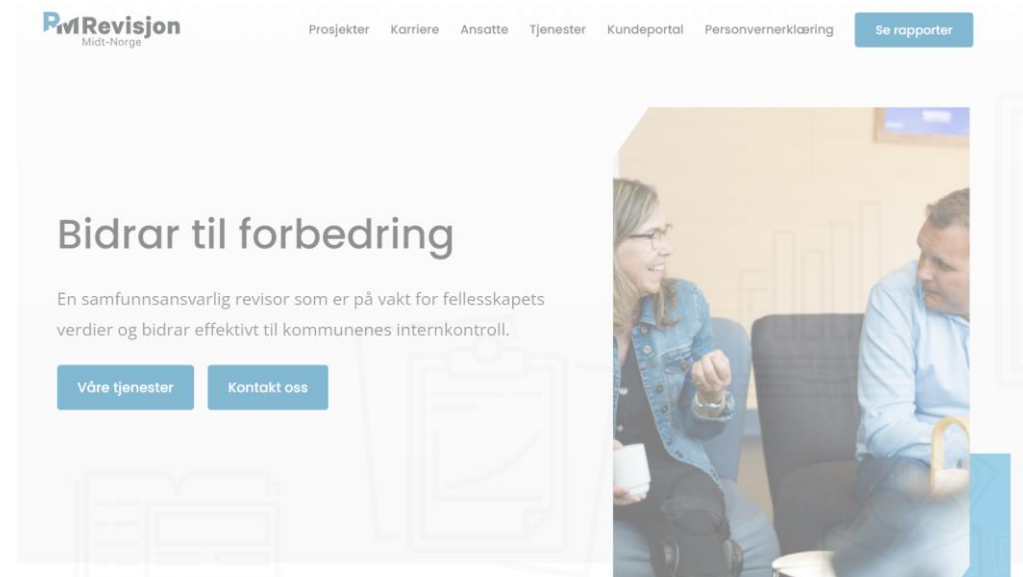 RMRevisjon
Midt-Norge
Prosjekter Karriere Ansatte Tjenester Kundeportal Personvernerklæring Se rapporter
Bidrar til forbedring
En samfunnsansvarlig revisor som er på vakt for fellesskapets
verdier og bidrar effektivt til kommunenes internkontroll.
Våre tjenester Kontakt oss